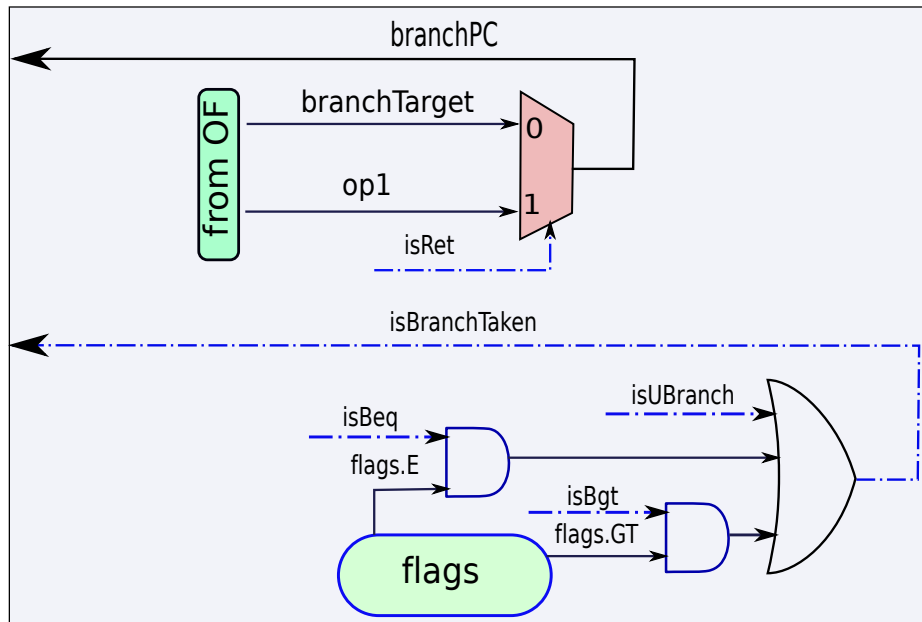 branchPC
branchTarget
0
from OF
op1
1
isRet
isBranchTaken
isUBranch
isBeq
flags.E
isBgt
flags.GT
flags